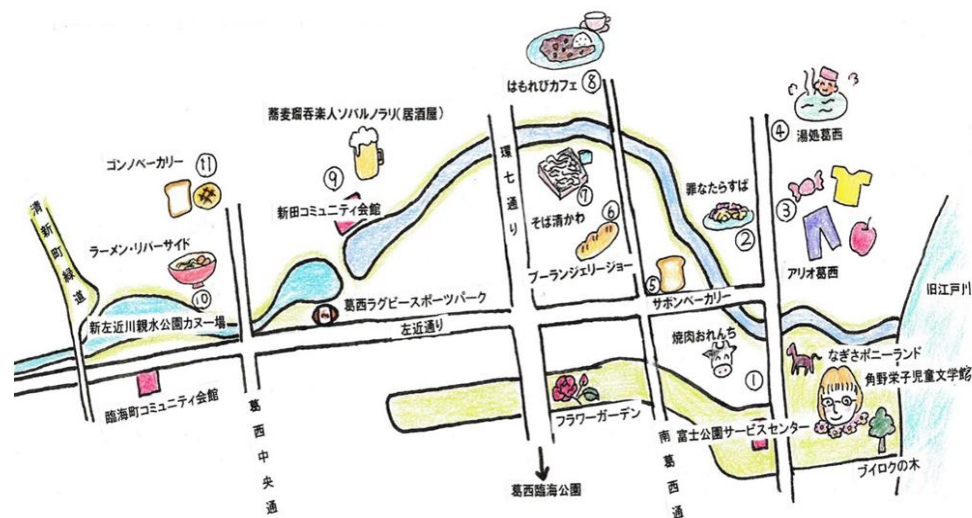 はもれびカフェ ⑧
蕎麦瑠呑楽人ソバルノラリ(居酒屋)
⑨
新田コミュニティ会館
ゴンノベーカリー ⑪
清新町緑道
ラーメン・リバーサイド
⑩
新左近川親水公園カヌー場
臨海町コミュニティ会館
葛西中央通
葛西ラグビースポーツパーク
左近通り
環七通り
⑦
そば清かわ
⑥
ブーランジェリージョー
⑤
サボンベーカリー
罪なたらすば
②
④
湯処葛西
③
アリオ葛西
旧江戸川
焼肉おれんち
①
なぎさポニーランド
角野栄子児童文学館
富士公園サービスセンター
ブイロクの木
フラワーガーデン
南葛西通
葛西臨海公園